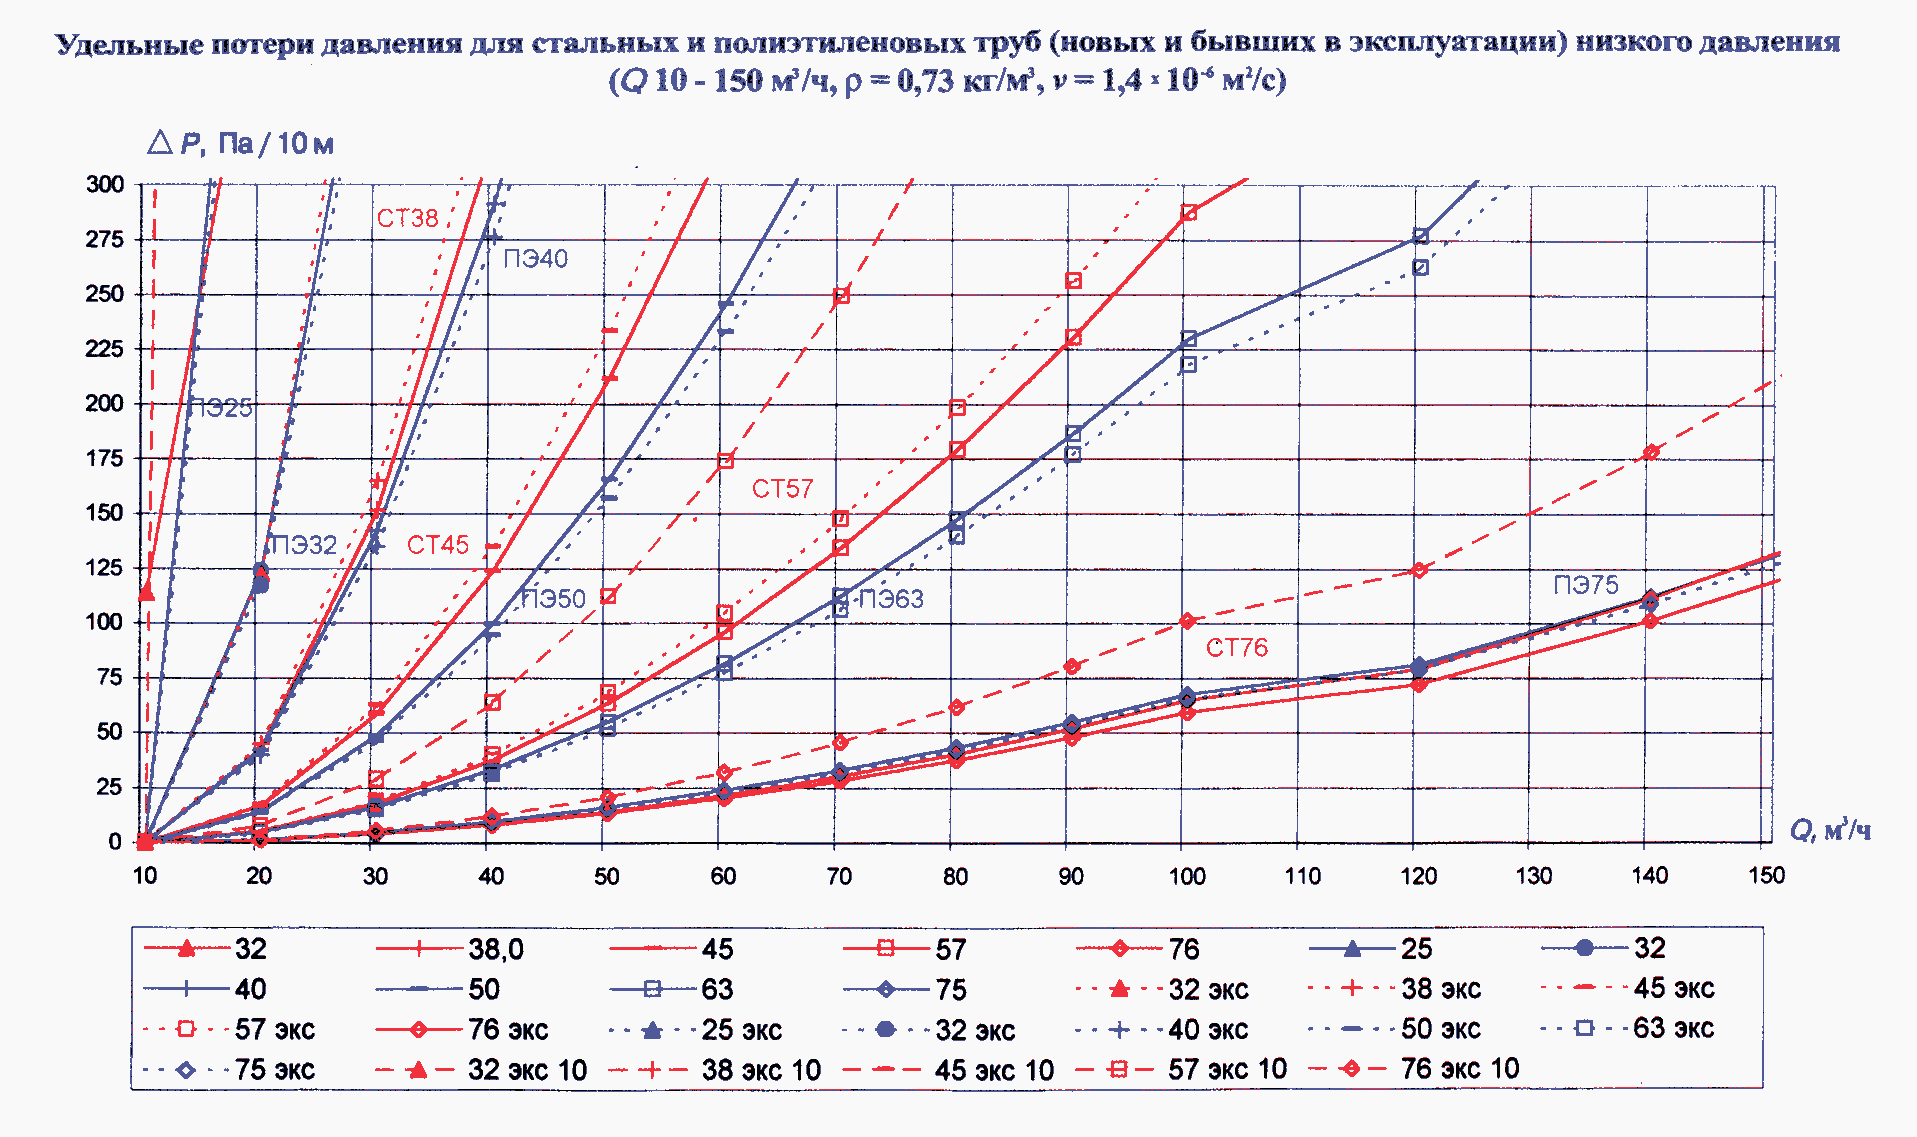 Удельные потери давления для стальных и полиэтиленовых труб (новых и бывших в эксплуатации) низкого давления
(Q 10 - 150 м³/ч, ρ = 0,73 кг/м³, ν = 1,4 × 10⁻⁶ м²/с)
△ P, Па / 10 м
300
275
250
225
200
175
150
125
100
75
50
25
0
СТ38
ПЭ40
ПЭ25
СТ57
ПЭ32
СТ45
ПЭ50
ПЭ63
ПЭ75
СТ76
Q, м³/ч
10 20 30 40 50 60 70 80 90 100 110 120 130 140 150
32 38,0 45 57 76 25 32
40 50 63 75 32 экс 38 экс 45 экс
57 экс 76 экс 25 экс 32 экс 40 экс 50 экс 63 экс
75 экс 32 экс 10 38 экс 10 45 экс 10 57 экс 10 76 экс 10